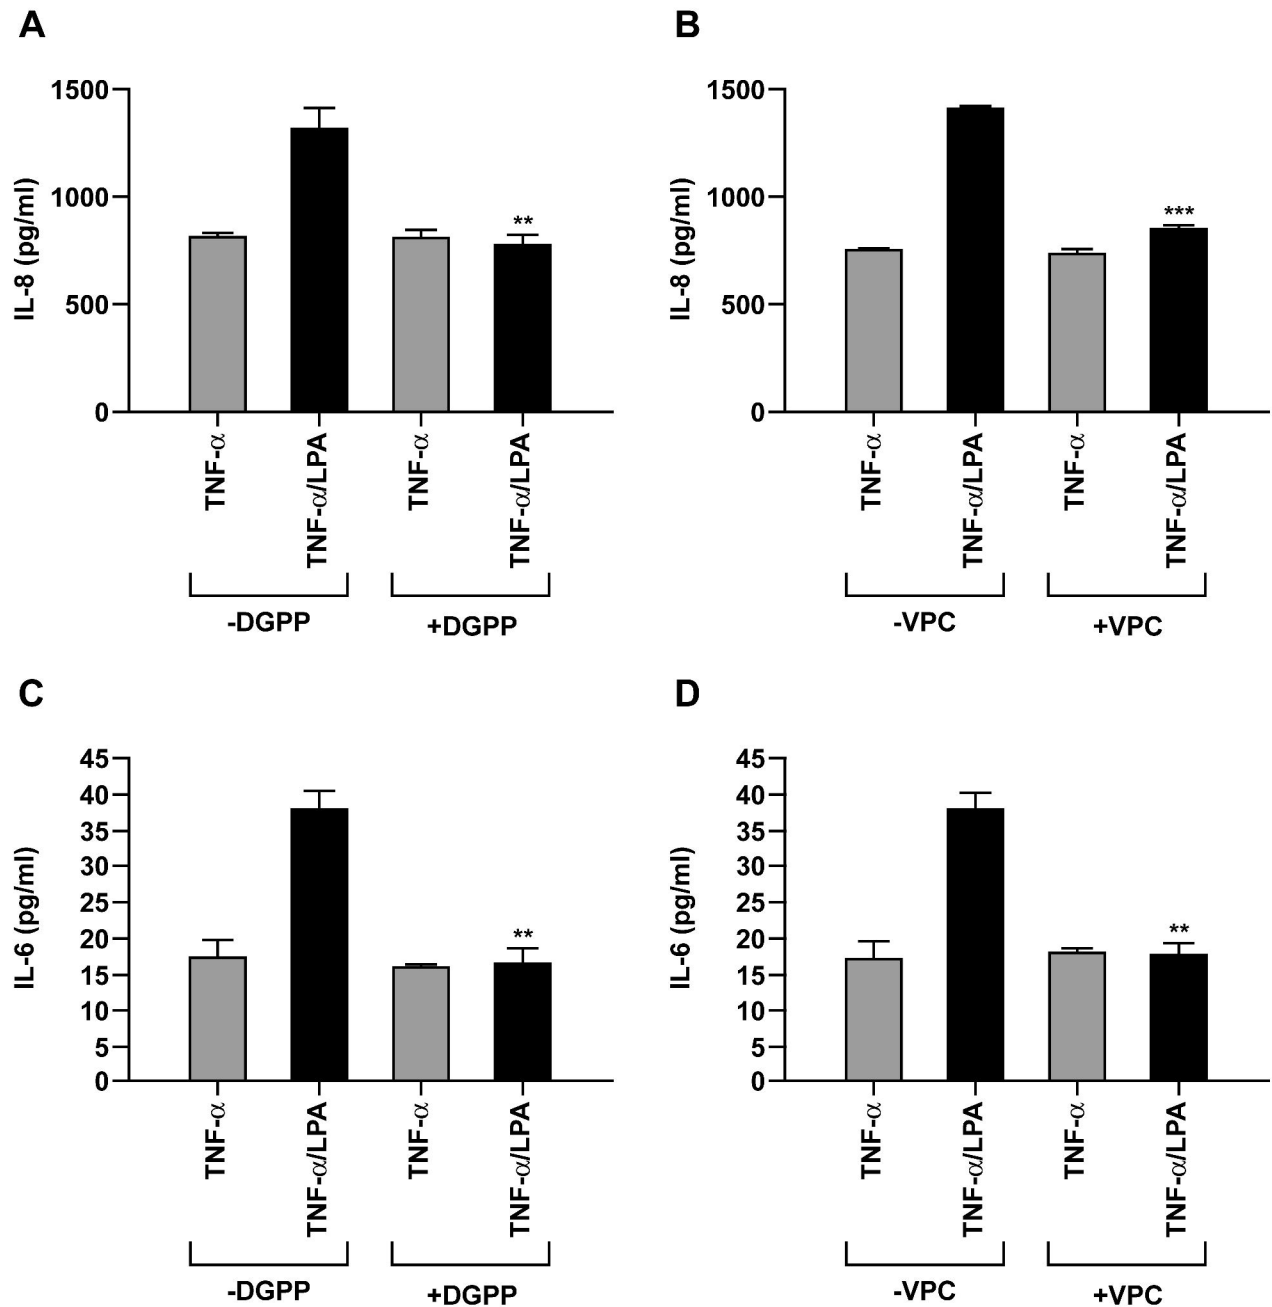 A
IL-8 (pg/ml)
1500
1000
500
0
**
TNF-α
TNF-α/LPA
TNF-α
TNF-α/LPA
-DGPP
+DGPP
B
IL-8 (pg/ml)
1500
1000
500
0
***
TNF-α
TNF-α/LPA
TNF-α
TNF-α/LPA
-VPC
+VPC
C
IL-6 (pg/ml)
45
40
35
30
25
20
15
10
5
0
**
TNF-α
TNF-α/LPA
TNF-α
TNF-α/LPA
-DGPP
+DGPP
D
IL-6 (pg/ml)
45
40
35
30
25
20
15
10
5
0
**
TNF-α
TNF-α/LPA
TNF-α
TNF-α/LPA
-VPC
+VPC